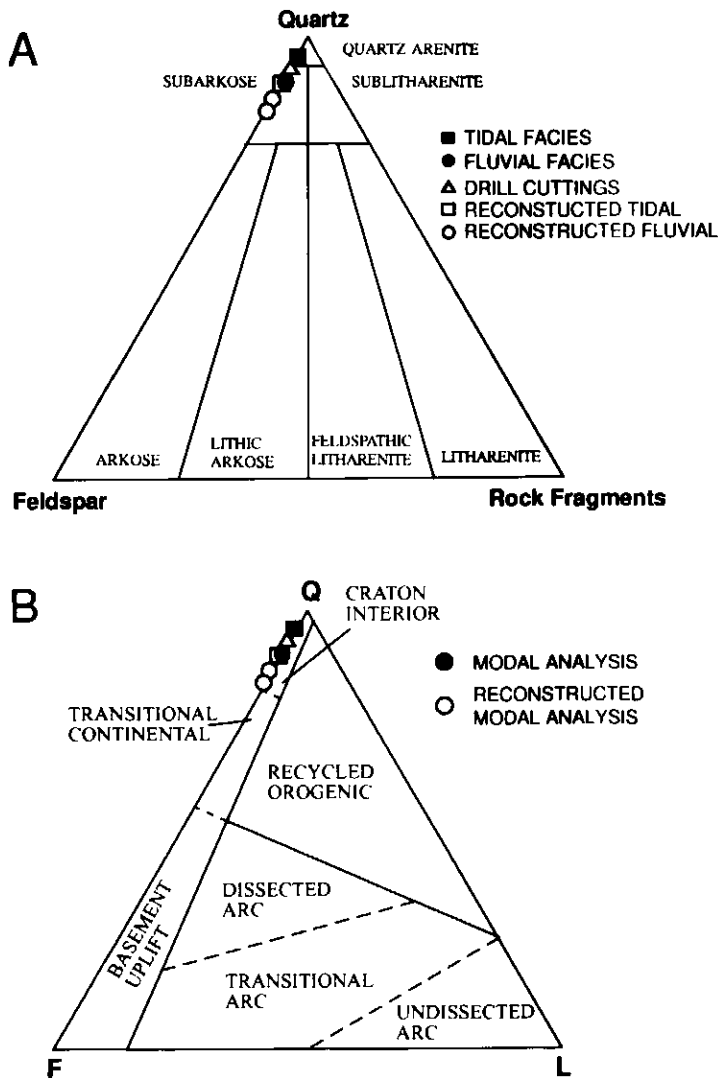 A
Quartz
QUARTZ ARENITE
SUBARKOSE
SUBLITHARENITE
TIDAL FACIES
FLUVIAL FACIES
DRILL CUTTINGS
RECONSTUCTED TIDAL
RECONSTRUCTED FLUVIAL
ARKOSE
LITHIC
ARKOSE
FELDSPATHIC
LITHARENITE
LITHARENITE
Feldspar
Rock Fragments
B
Q
CRATON
INTERIOR
MODAL ANALYSIS
RECONSTRUCTED
MODAL ANALYSIS
TRANSITIONAL
CONTINENTAL
RECYCLED
OROGENIC
DISSECTED
ARC
BASEMENT
UPLIFT
TRANSITIONAL
ARC
UNDISSECTED
ARC
F
L